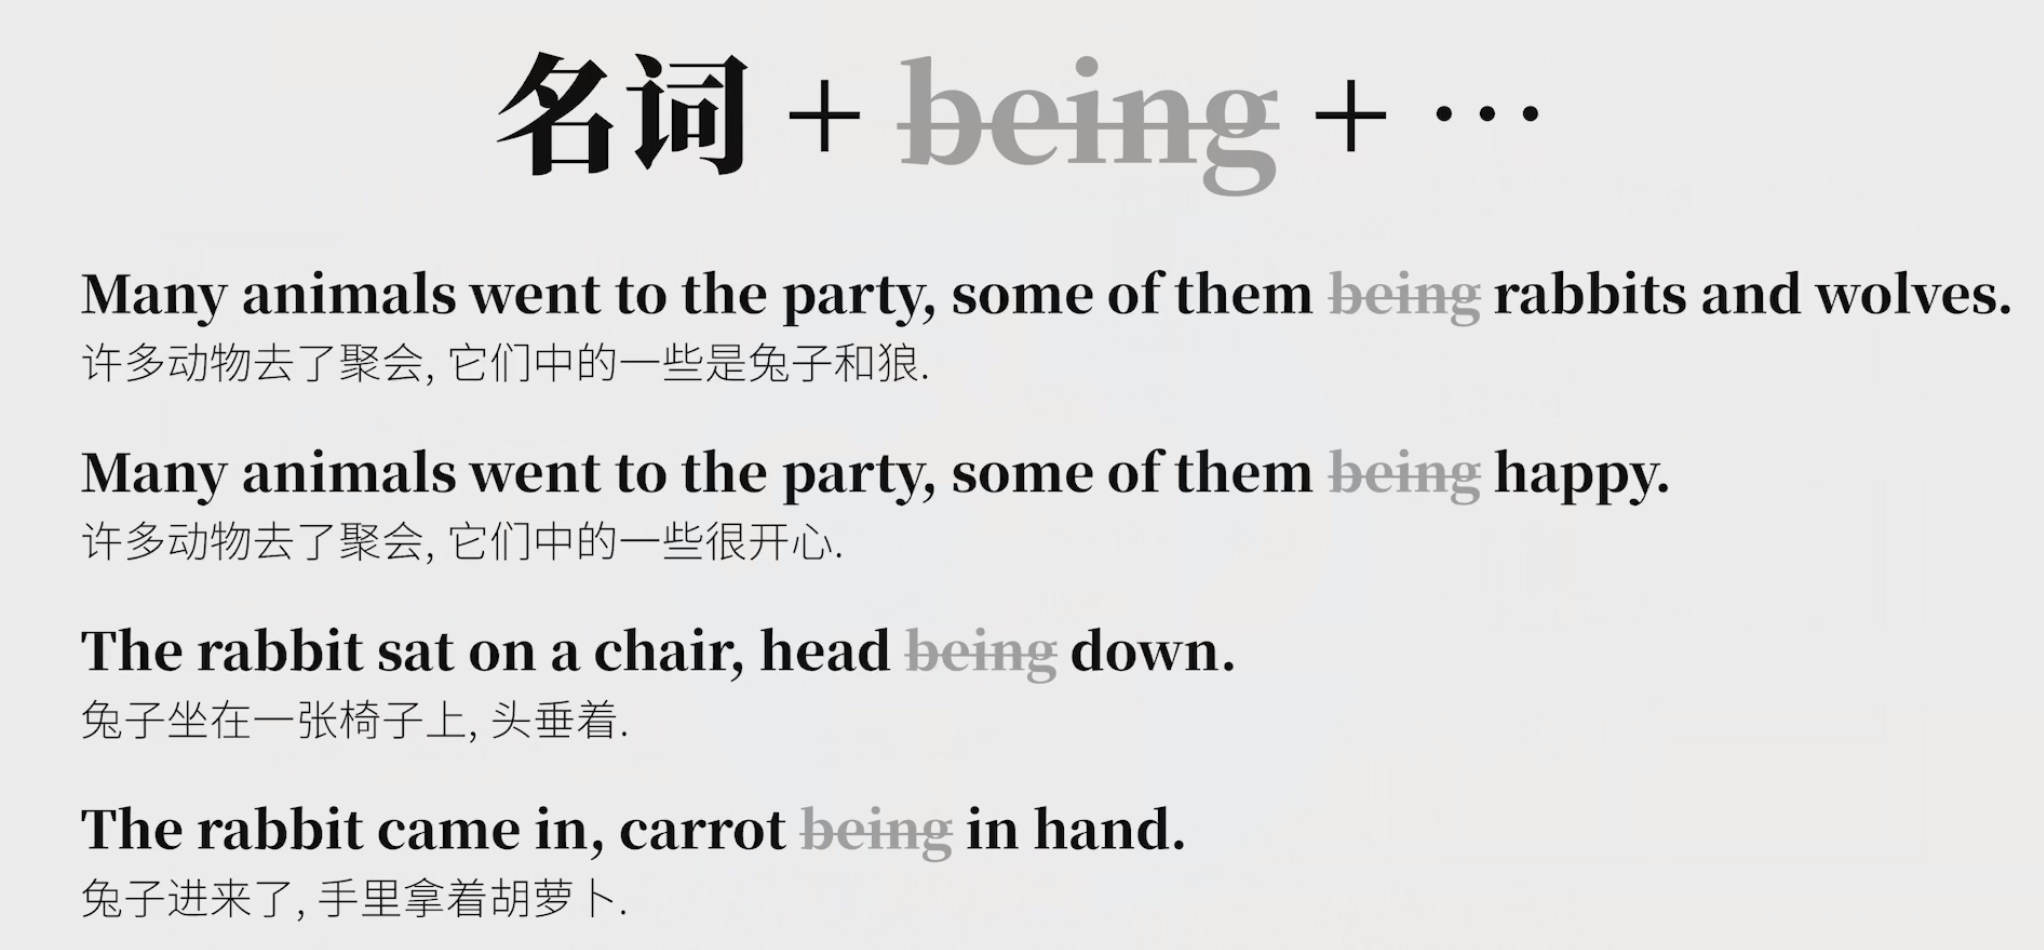 名词 + being + ···
Many animals went to the party, some of them being rabbits and wolves.
许多动物去了聚会, 它们中的一些是兔子和狼.
Many animals went to the party, some of them being happy.
许多动物去了聚会, 它们中的一些很开心.
The rabbit sat on a chair, head being down.
兔子坐在一张椅子上, 头垂着.
The rabbit came in, carrot being in hand.
兔子进来了, 手里拿着胡萝卜.